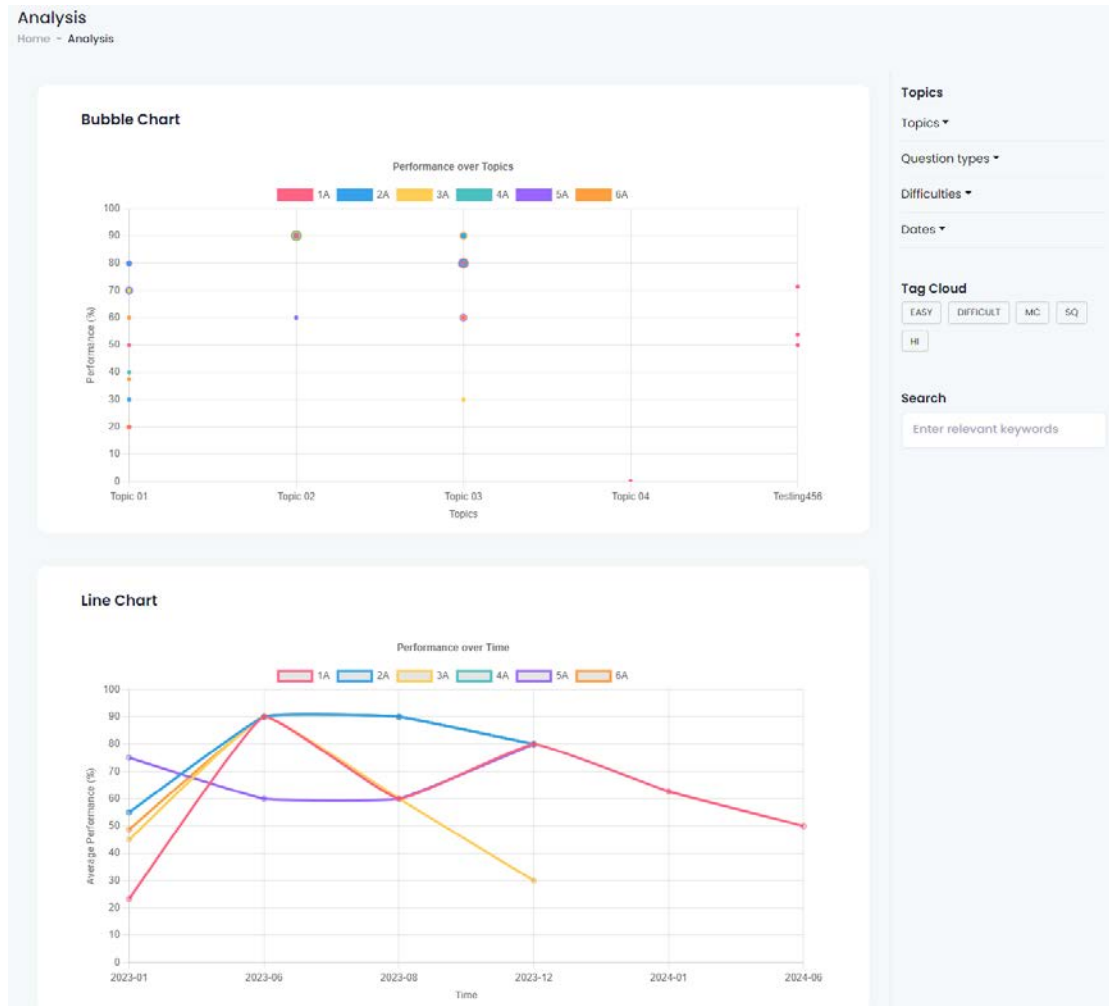 Analysis
Home - Analysis
Bubble Chart
Performance over Topics
1A 2A 3A 4A 5A 6A
100
90
80
70
60
50
40
30
20
10
0
Performance (%)
Topic 01 Topic 02 Topic 03 Topic 04 Testing456
Topics
Line Chart
Performance over Time
1A 2A 3A 4A 5A 6A
100
90
80
70
60
50
40
30
20
10
0
Average Performance (%)
2023-01 2023-06 2023-08 2023-12 2024-01 2024-06
Time
Topics
Topics
Question types
Difficulties
Dates
Tag Cloud
EASY DIFFICULT MC SQ
HI
Search
Enter relevant keywords